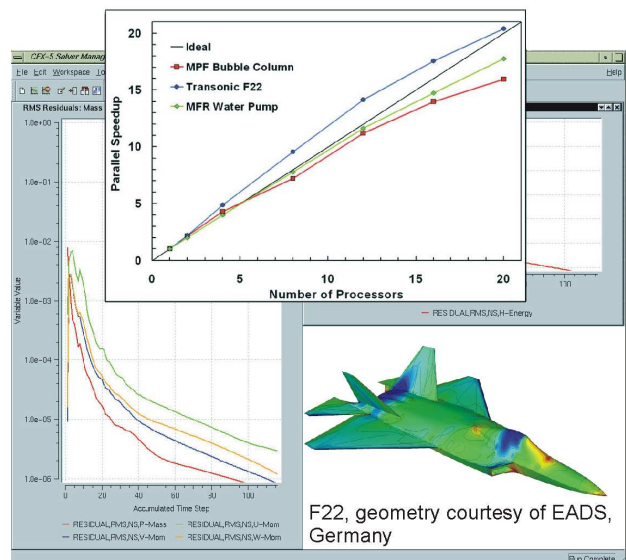 CFX-5 Solver Manag
File Edit Workspace To
Help
RMS Residuals: Mass
1.0e+00
1.0e-01
1.0e-02
1.0e-03
1.0e-04
1.0e-05
1.0e-06
Variable Value
0 20 40 60 80 100
Accumulated Time Step
RESIDUAL,RMS,NS,P-Mass
RESIDUAL,RMS,NS,U-Mom
RESIDUAL,RMS,NS,V-Mom
RESIDUAL,RMS,NS,W-Mom
Ideal
MPF Bubble Column
Transonic F22
MFR Water Pump
Parallel Speedup
20
15
10
5
0
0 5 10 15 20
Number of Processors
100
RESIDUAL,RMS,NS,H-Energy
F22, geometry courtesy of EADS,
Germany
Run Complete